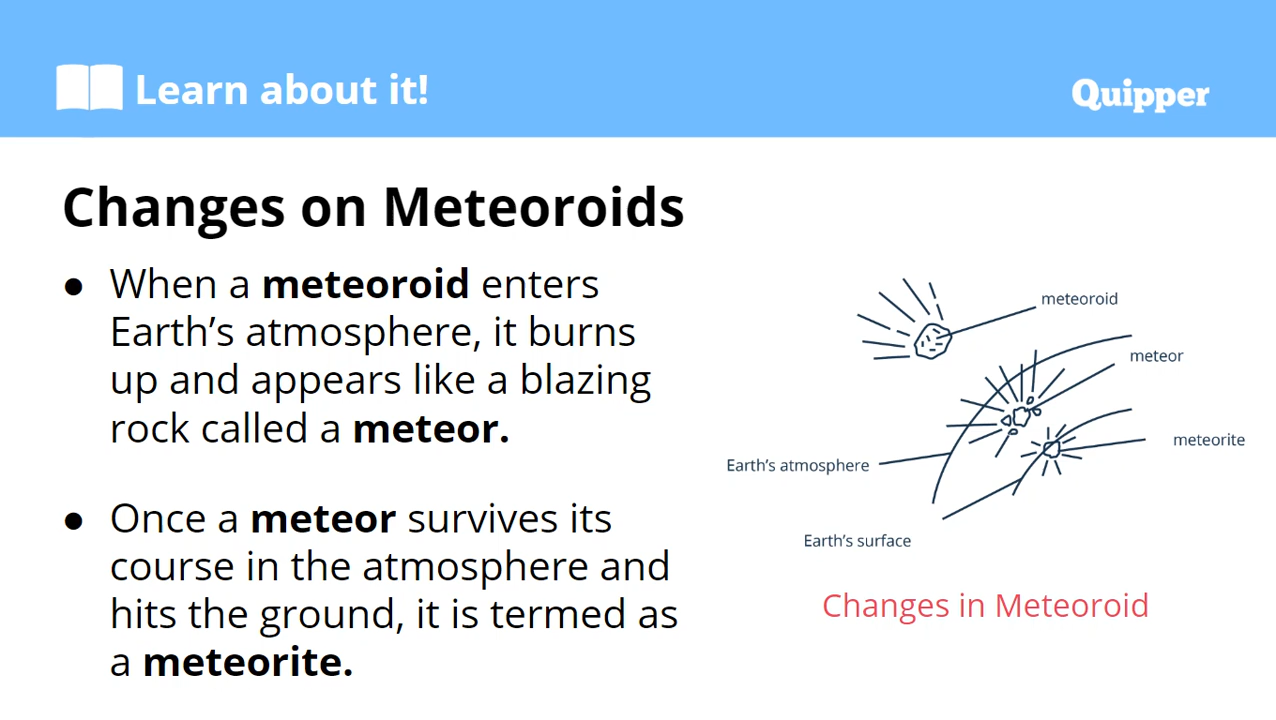 Learn about it!
Quipper
Changes on Meteoroids
● When a meteoroid enters
Earth’s atmosphere, it burns
up and appears like a blazing
rock called a meteor.
● Once a meteor survives its
course in the atmosphere and
hits the ground, it is termed as
a meteorite.
meteoroid
meteor
meteorite
Earth’s atmosphere
Earth’s surface
Changes in Meteoroid